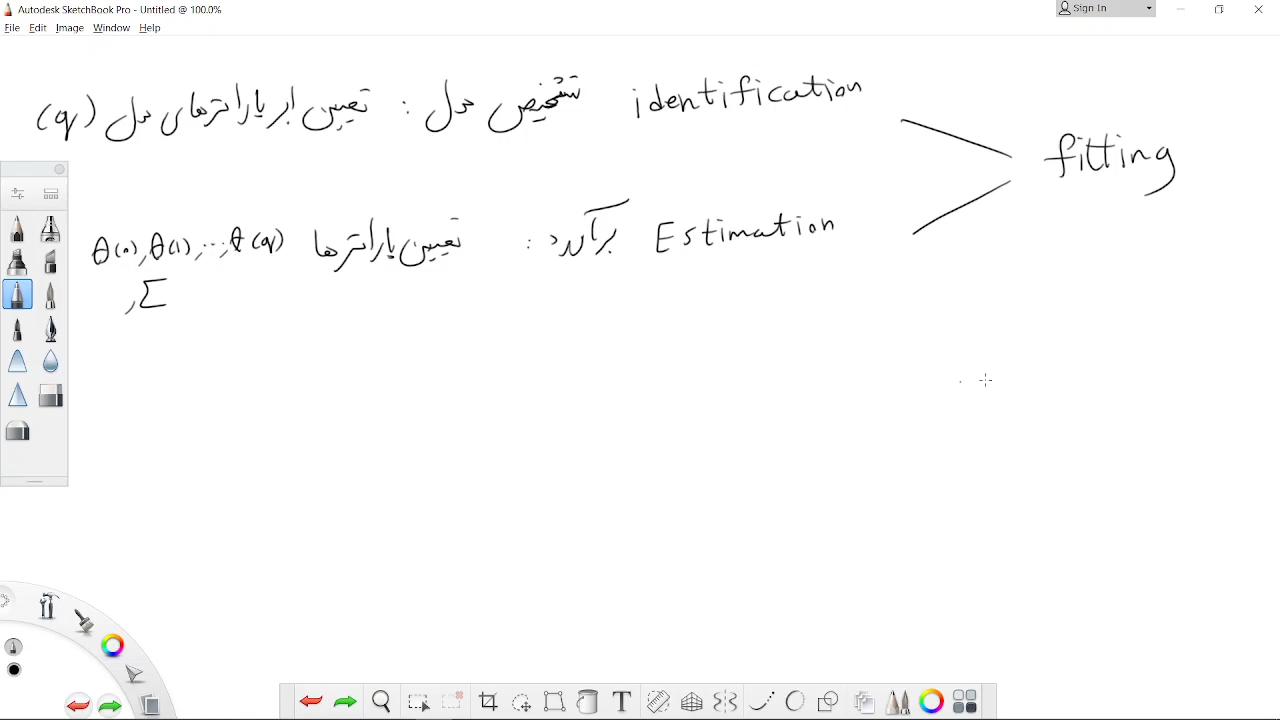 Autodesk SketchBook Pro - Untitled @ 100.0%
Sign In
File Edit Image Window Help
identification تشخیص مدل : تعیین ابر پارامترهای مدل (q)
fitting
Estimation برآورد : تعیین پارامترها θ(0), θ(1), ..., θ(q)
, Σ